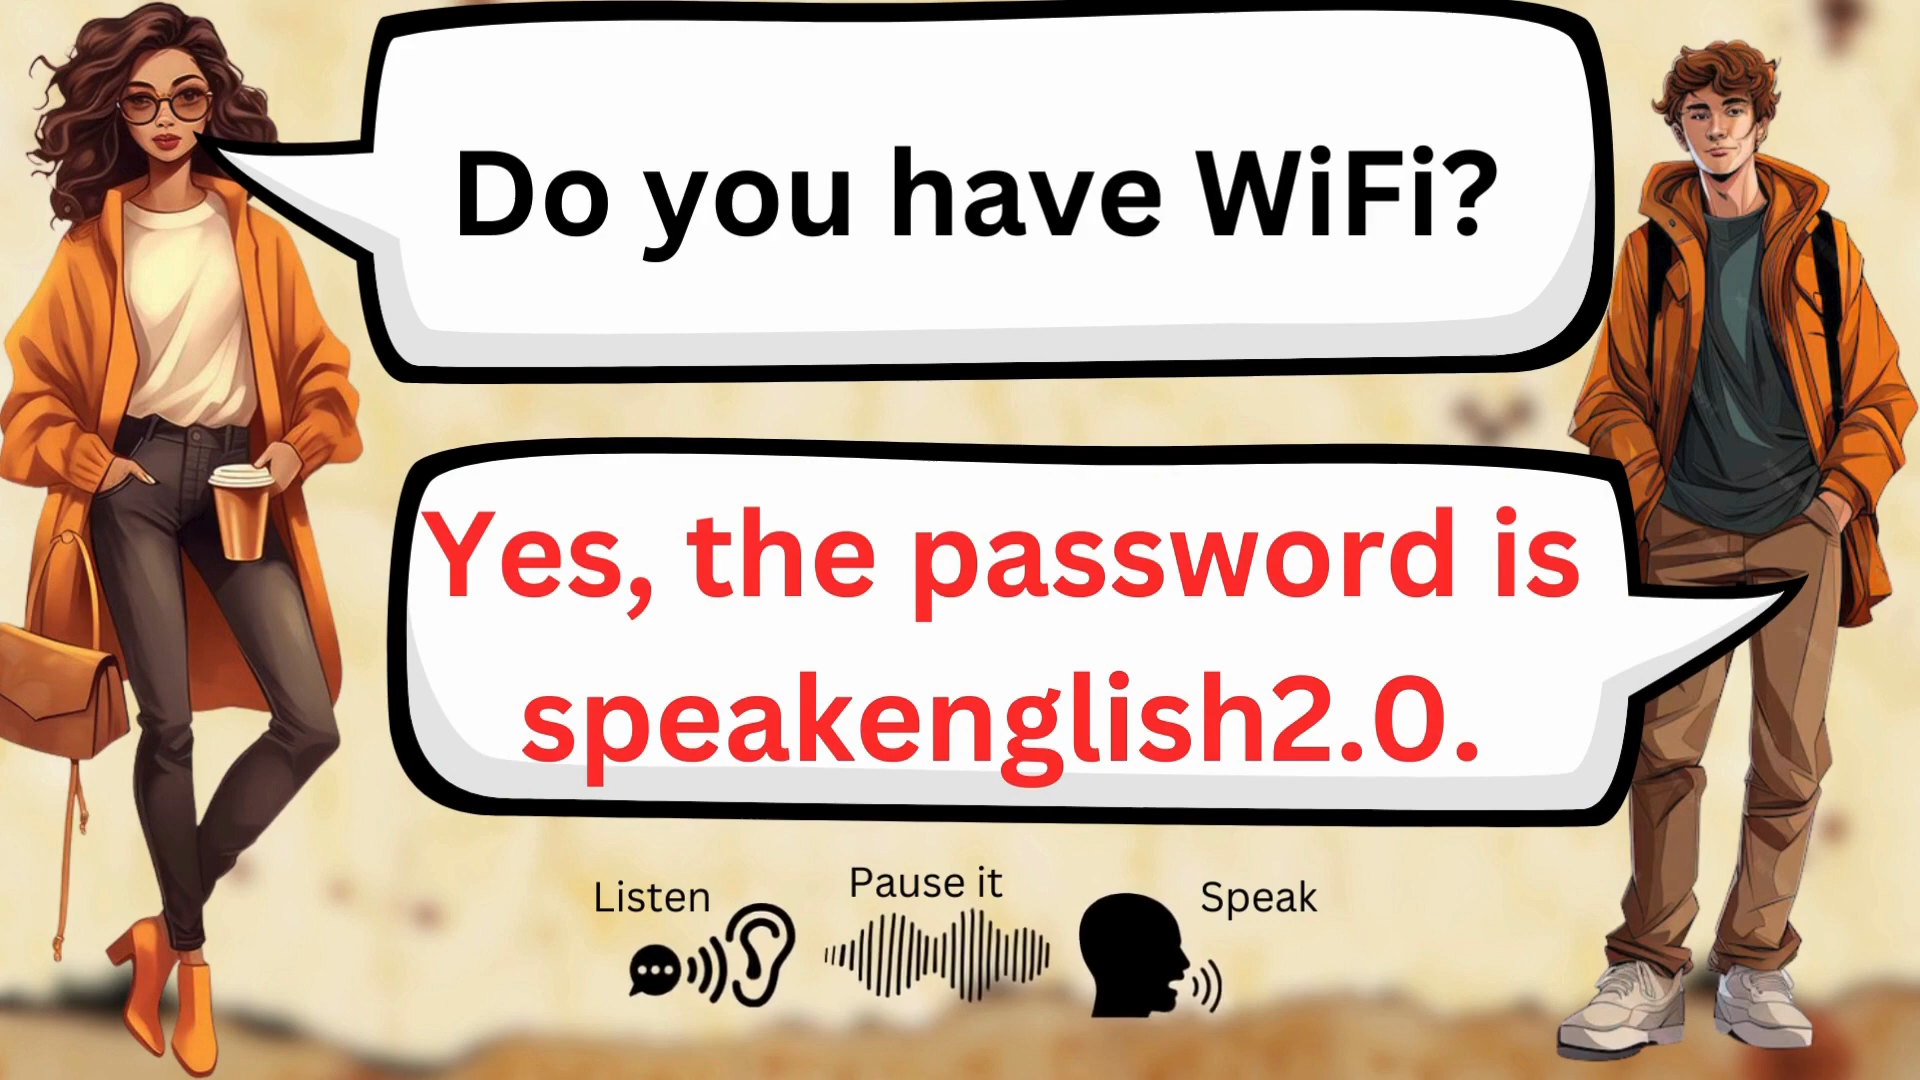 Do you have WiFi?
Yes, the password is
speakenglish2.0.
Listen
Pause it
Speak